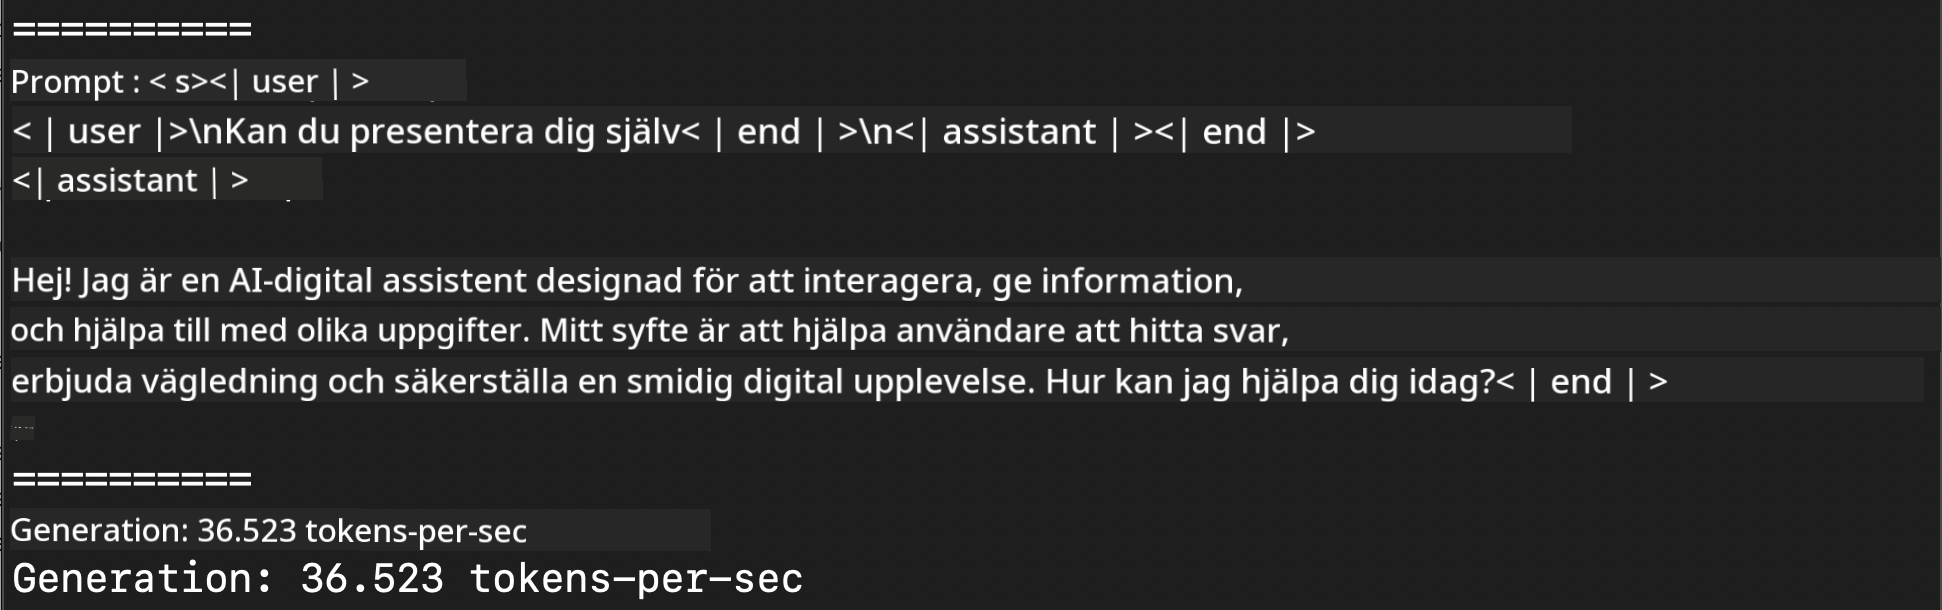 ==========
Prompt : < s><| user | >
< | user |>\nKan du presentera dig själv< | end | >\n<| assistant | ><| end |>
<| assistant | >
Hej! Jag är en AI-digital assistent designad för att interagera, ge information,
och hjälpa till med olika uppgifter. Mitt syfte är att hjälpa användare att hitta svar,
erbjuda vägledning och säkerställa en smidig digital upplevelse. Hur kan jag hjälpa dig idag?< | end | >
==========
Generation: 36.523 tokens-per-sec
Generation: 36.523 tokens-per-sec